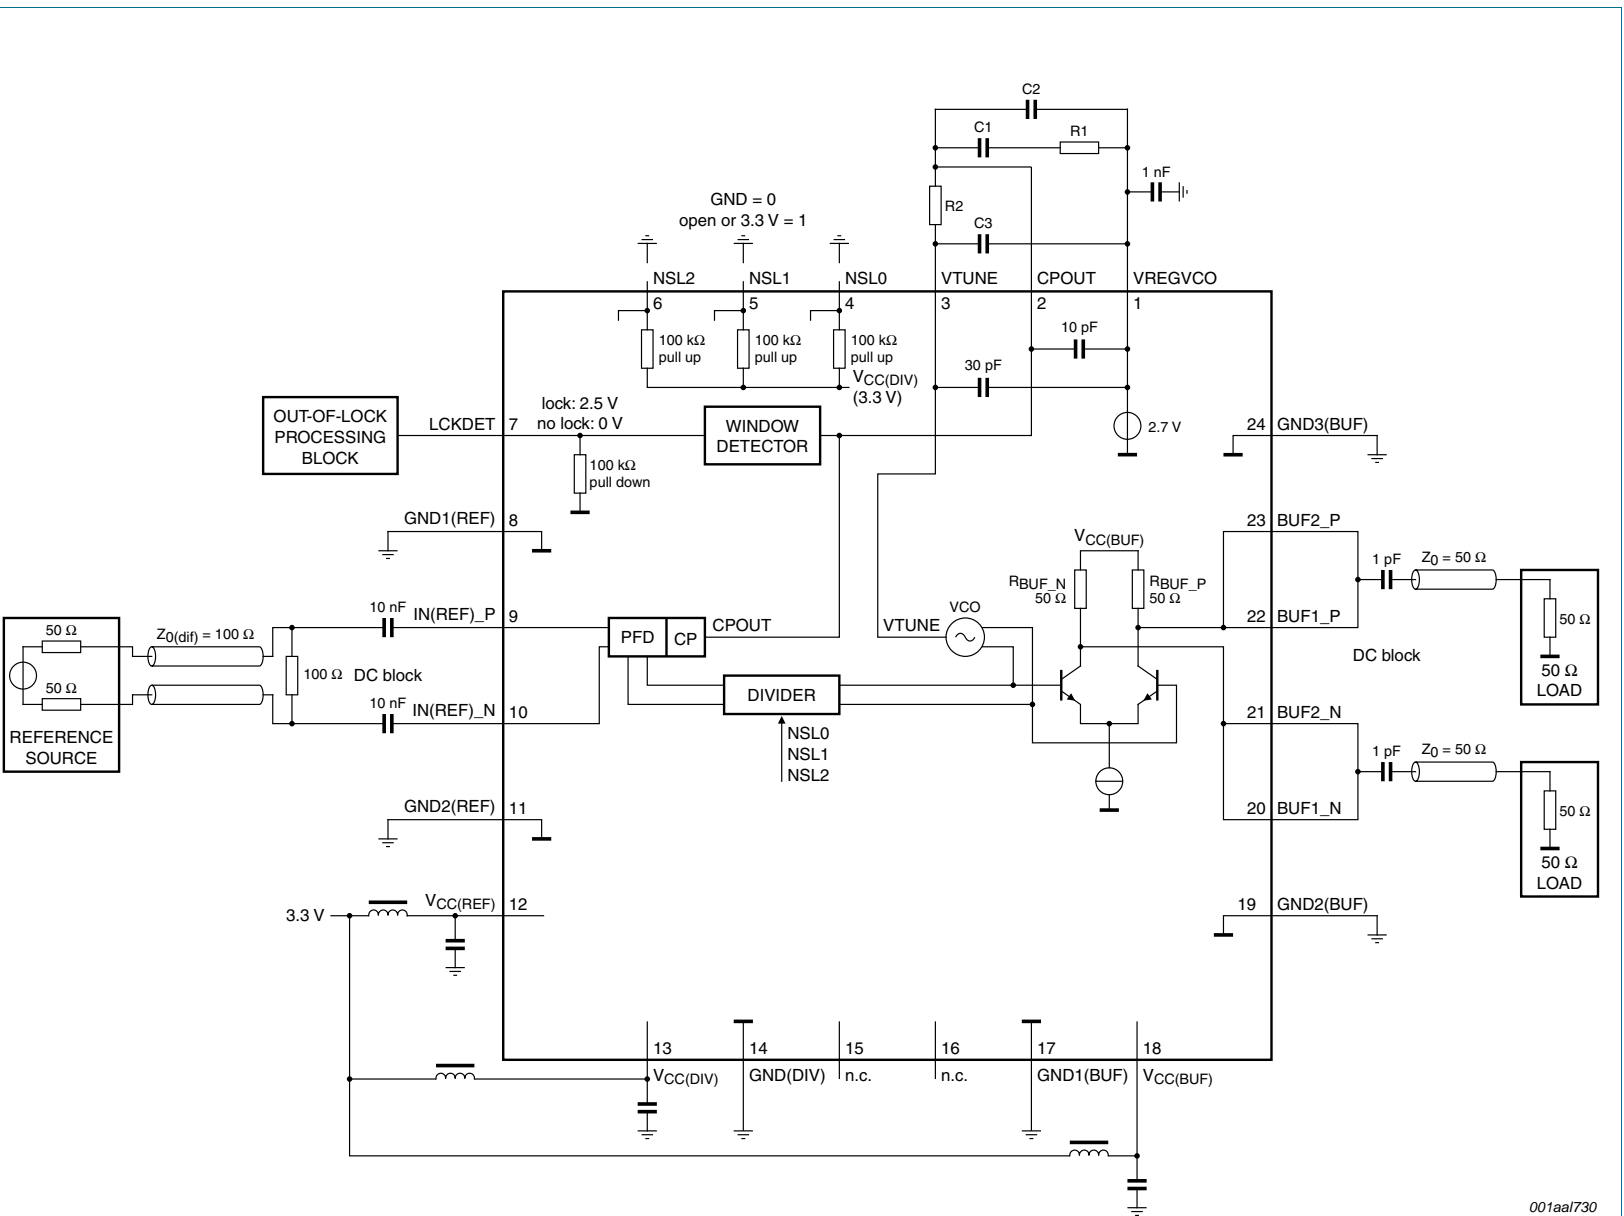 C2
C1
R1
1 nF
GND = 0
open or 3.3 V = 1
R2
C3
NSL2
NSL1
NSL0
VTUNE
CPOUT
VREGVCO
6
5
4
3
2
1
100 kΩ
pull up
100 kΩ
pull up
100 kΩ
pull up
10 pF
30 pF
VCC(DIV)
(3.3 V)
OUT-OF-LOCK
PROCESSING
BLOCK
LCKDET
7
lock: 2.5 V
no lock: 0 V
WINDOW
DETECTOR
2.7 V
24
GND3(BUF)
100 kΩ
pull down
GND1(REF)
8
23
BUF2_P
VCC(BUF)
RBUF_N
50 Ω
RBUF_P
50 Ω
1 pF
Z0 = 50 Ω
50 Ω
50 Ω
LOAD
10 nF
IN(REF)_P
9
PFD
CP
CPOUT
VTUNE
VCO
22
BUF1_P
DC block
50 Ω
50 Ω
Z0(dif) = 100 Ω
100 Ω
DC block
10 nF
IN(REF)_N
10
REFERENCE
SOURCE
DIVIDER
NSL0
NSL1
NSL2
21
BUF2_N
1 pF
Z0 = 50 Ω
50 Ω
50 Ω
LOAD
GND2(REF)
11
20
BUF1_N
3.3 V
VCC(REF)
12
19
GND2(BUF)
13
14
15
16
17
18
VCC(DIV)
GND(DIV)
n.c.
n.c.
GND1(BUF)
VCC(BUF)
001aal730